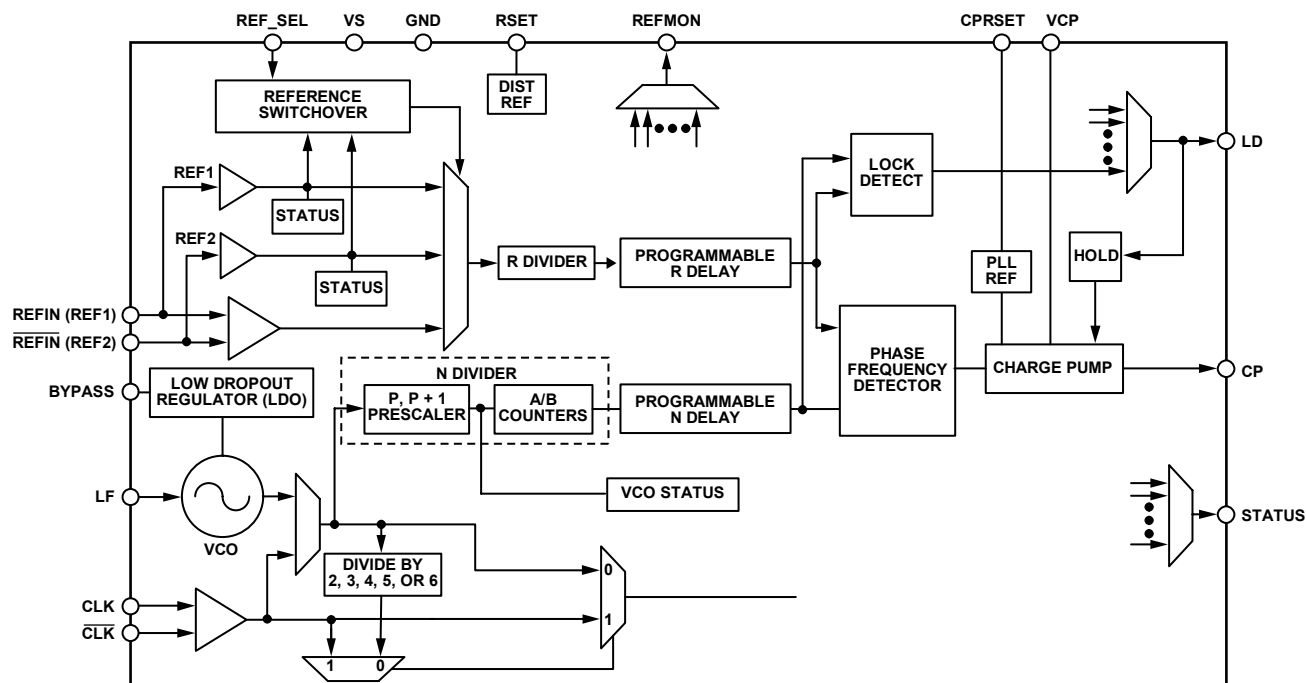 REF_SEL VS GND RSET REFMON CPRSET VCP
REFERENCE
SWITCHOVER
DIST
REF
LD
LOCK
DETECT
REF1
STATUS
REF2
STATUS
R DIVIDER
PROGRAMMABLE
R DELAY
PLL
REF
HOLD
REFIN (REF1)
REFIN (REF2)
PHASE
FREQUENCY
DETECTOR
CHARGE PUMP
CP
BYPASS
LOW DROPOUT
REGULATOR (LDO)
N DIVIDER
P, P + 1
PRESCALER
A/B
COUNTERS
PROGRAMMABLE
N DELAY
LF
VCO
VCO STATUS
STATUS
DIVIDE BY
2, 3, 4, 5, OR 6
0
1
CLK
CLK
1 0